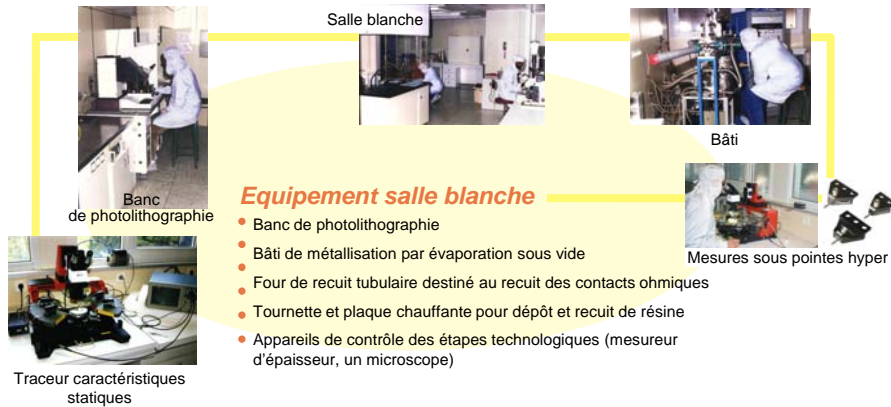 Salle blanche
Bâti
Banc
de photolithographie
Equipement salle blanche
Banc de photolithographie
Bâti de métallisation par évaporation sous vide
Four de recuit tubulaire destiné au recuit des contacts ohmiques
Tournette et plaque chauffante pour dépôt et recuit de résine
Appareils de contrôle des étapes technologiques (mesureur
d'épaisseur, un microscope)
Mesures sous pointes hyper
Traceur caractéristiques
statiques